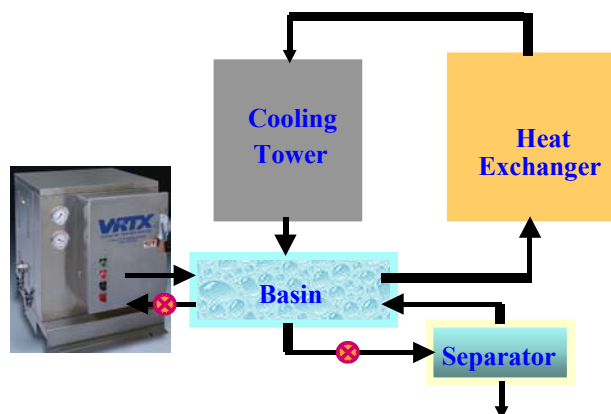 Cooling
Tower
Heat
Exchanger
VRTX
Basin
Separator